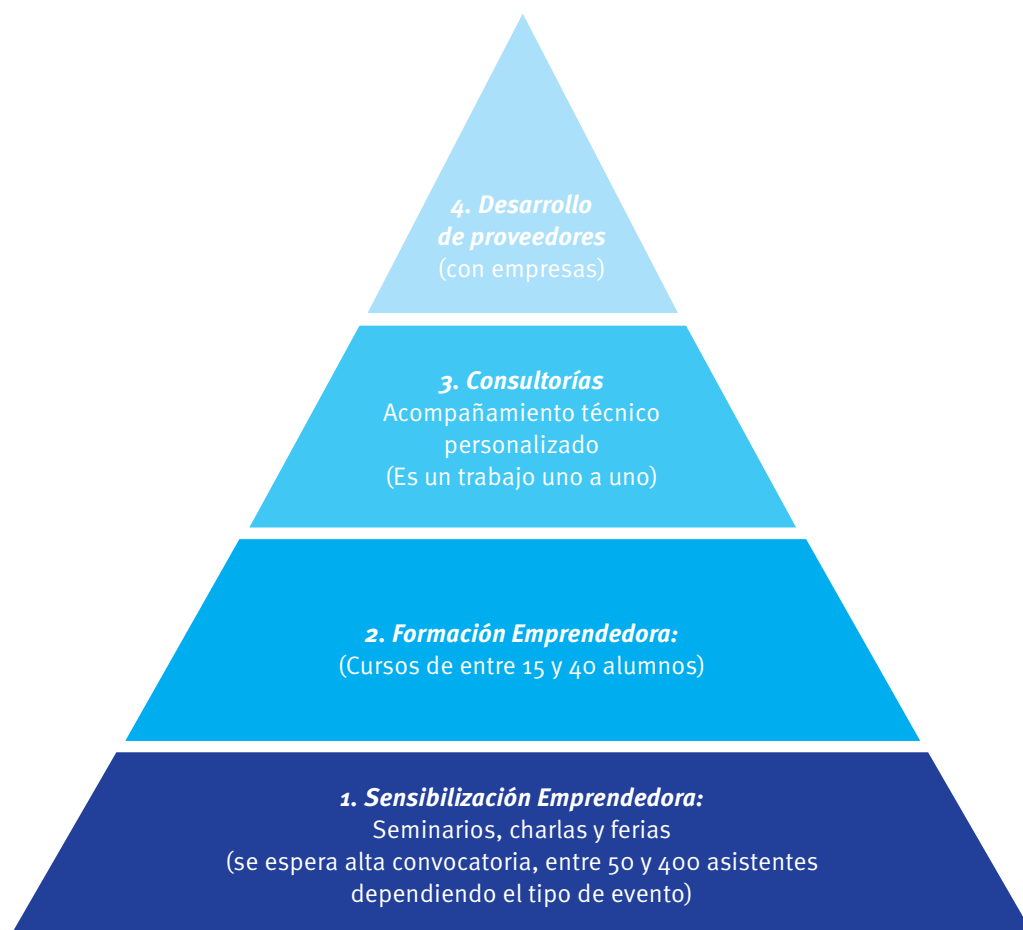 4. Desarrollo
de proveedores
(con empresas)
3. Consultorías
Acompañamiento técnico
personalizado
(Es un trabajo uno a uno)
2. Formación Emprendedora:
(Cursos de entre 15 y 40 alumnos)
1. Sensibilización Emprendedora:
Seminarios, charlas y ferias
(se espera alta convocatoria, entre 50 y 400 asistentes
dependiendo el tipo de evento)